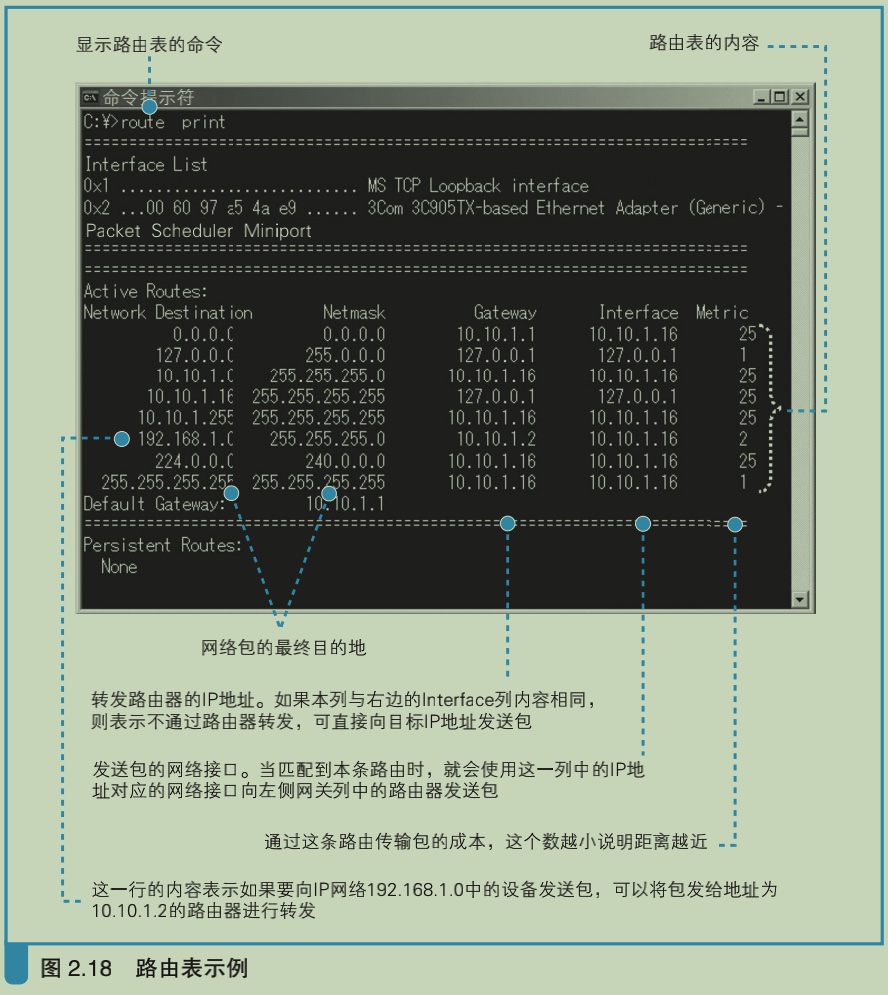 显示路由表的命令
路由表的内容
命令提示符
C:¥>route print
Interface List
0x1 ........................... MS TCP Loopback interface
0x2 ...00 60 97 a5 4a e9 ...... 3Com 3C905TX-based Ethernet Adapter (Generic) -
Packet Scheduler Miniport
Active Routes:
Network Destination Netmask Gateway Interface Metric
0.0.0.0 0.0.0.0 10.10.1.1 10.10.1.16 25
127.0.0.0 255.0.0.0 127.0.0.1 127.0.0.1 1
10.10.1.0 255.255.255.0 10.10.1.16 10.10.1.16 25
10.10.1.16 255.255.255.255 127.0.0.1 127.0.0.1 25
10.10.1.255 255.255.255.255 10.10.1.16 10.10.1.16 25
192.168.1.0 255.255.255.0 10.10.1.2 10.10.1.16 2
224.0.0.0 240.0.0.0 10.10.1.16 10.10.1.16 25
255.255.255.255 255.255.255.255 10.10.1.16 10.10.1.16 1
Default Gateway: 10.10.1.1
Persistent Routes:
None
网络包的最终目的地
转发路由器的IP地址。如果本列与右边的Interface列内容相同，
则表示不通过路由器转发，可直接向目标IP地址发送包
发送包的网络接口。当匹配到本条路由时，就会使用这一列中的IP地
址对应的网络接口向左侧网关列中的路由器发送包
通过这条路由传输包的成本，这个数越小说明距离越近
这一行的内容表示如果要向IP网络192.168.1.0中的设备发送包，可以将包发给地址为
10.10.1.2的路由器进行转发
图 2.18 路由表示例